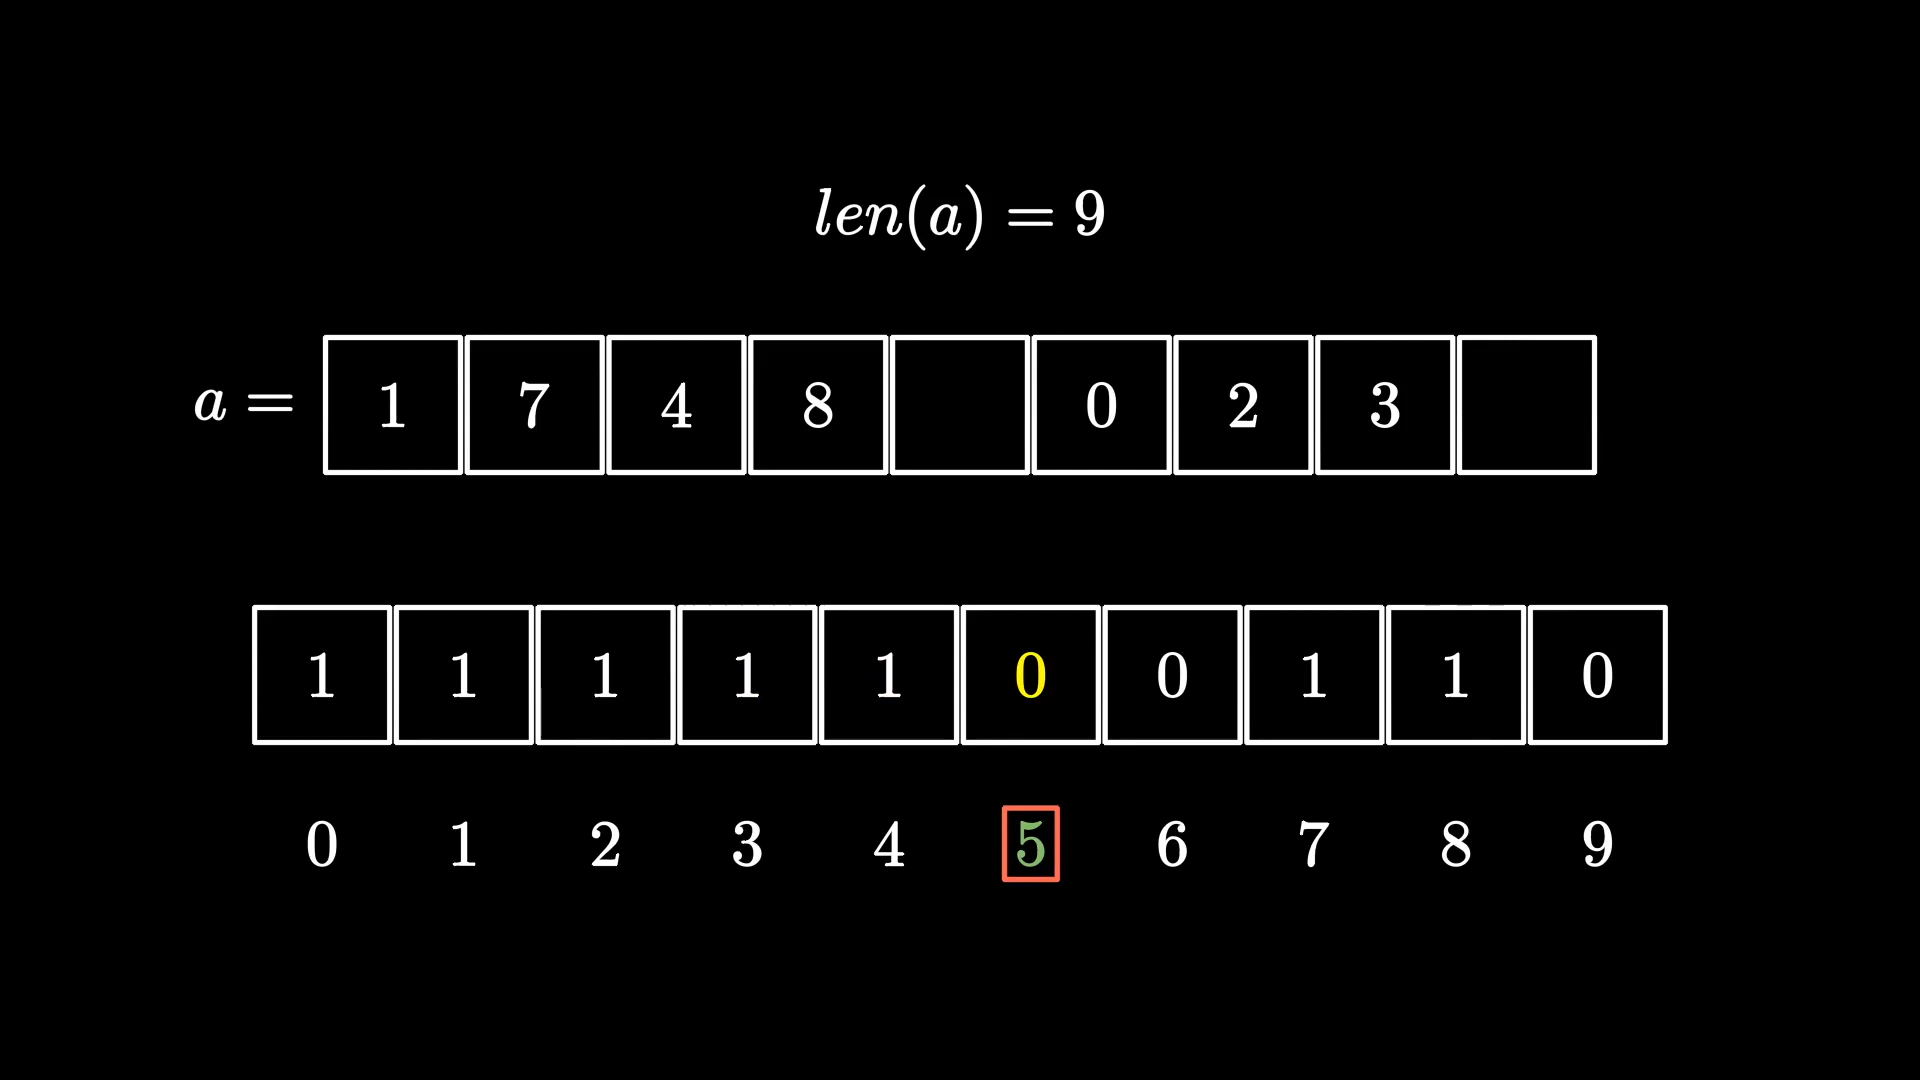 len(a) = 9
a = 1 7 4 8 0 2 3
1 1 1 1 1 0 0 1 1 0
0 1 2 3 4 5 6 7 8 9